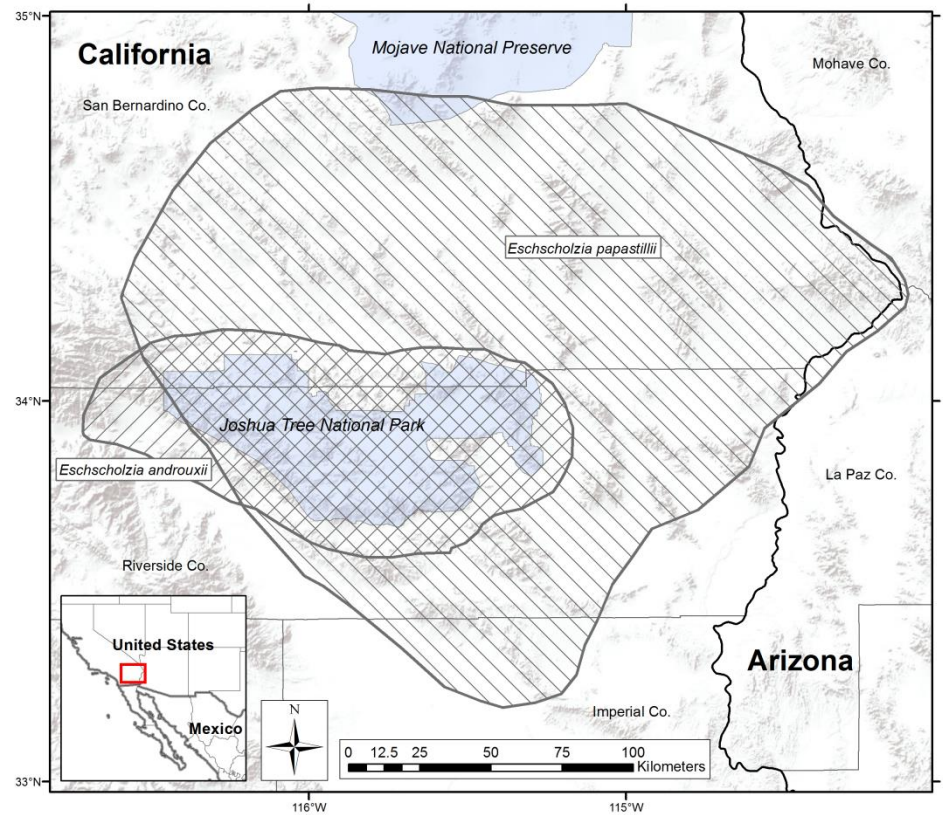 35°N
California
Mojave National Preserve
Mohave Co.
San Bernardino Co.
Eschscholzia papastillii
34°N
Joshua Tree National Park
Eschscholzia androuxii
La Paz Co.
Riverside Co.
United States
Mexico
N
Arizona
Imperial Co.
0 12.5 25 50 75 100
Kilometers
33°N
116°W 115°W